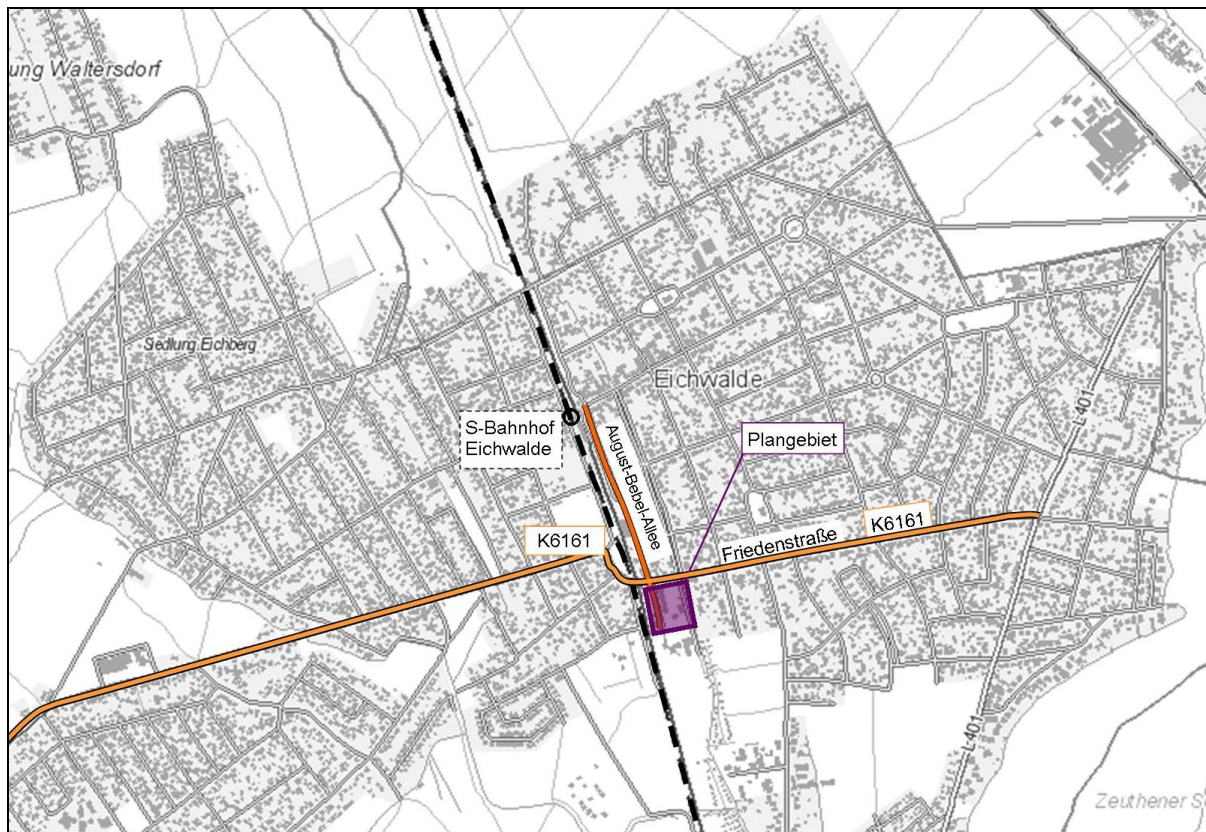 ung Waltersdorf
Siedlung Eichberg
Eichwalde
S-Bahnhof
Eichwalde
August-Bebel-Allee
Plangebiet
L 401
K6161
Friedenstraße
K6161
L 401
Zeuthener S